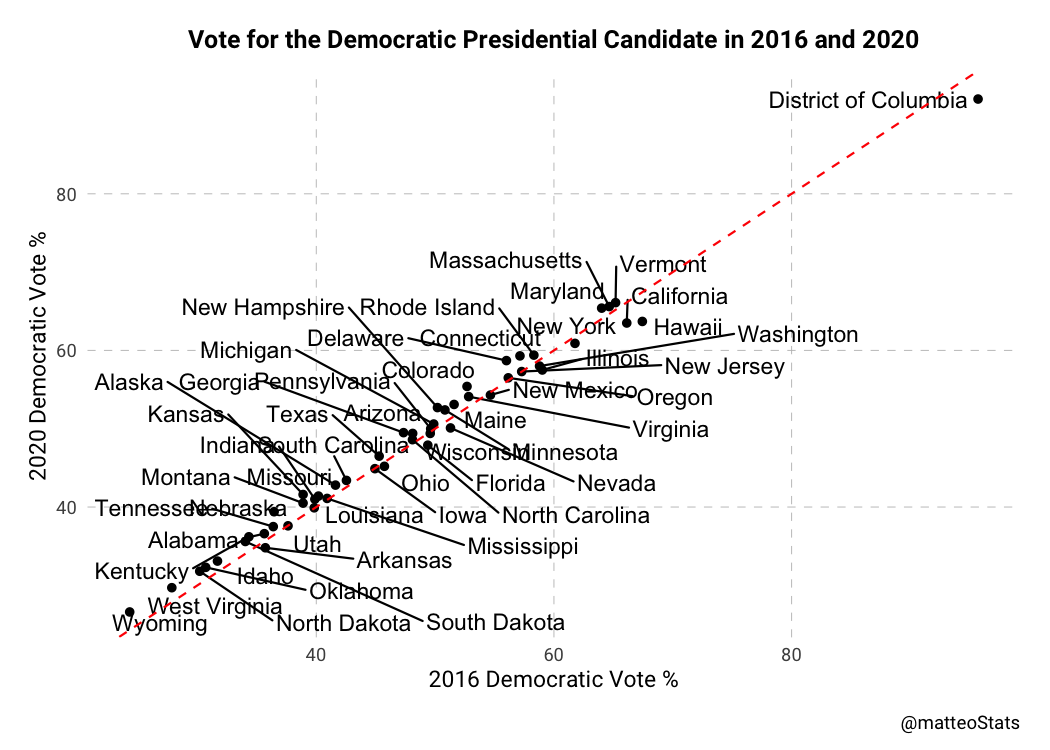 Vote for the Democratic Presidential Candidate in 2016 and 2020
District of Columbia
80
2020 Democratic Vote %
Massachusetts
Vermont
Maryland
California
New Hampshire
Rhode Island
New York
Hawaii
Delaware
Connecticut
Washington
60
Michigan
Illinois
New Jersey
Colorado
Alaska
Georgia
Pennsylvania
New Mexico
Oregon
Kansas
Texas
Arizona
Maine
Virginia
Indiana
South Carolina
Wisconsin
Minnesota
Montana
Missouri
Ohio
Florida
Nevada
40
Tennessee
Nebraska
Louisiana
Iowa
North Carolina
Alabama
Utah
Mississippi
Arkansas
Kentucky
Idaho
Oklahoma
West Virginia
Wyoming
North Dakota
South Dakota
40
60
80
2016 Democratic Vote %
@matteoStats